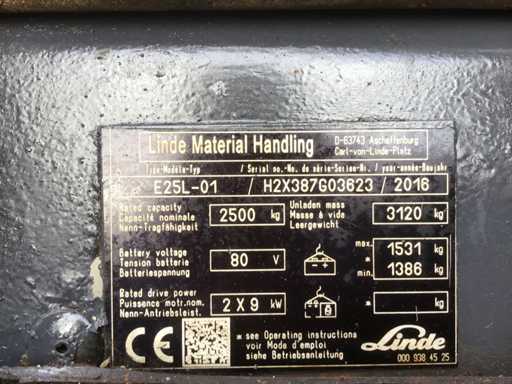 Linde Material Handling
D-63743 Aschaffenburg
Carl-von-Linde-Platz
Type-Modèle-Typ / Serial no.-No. de série-Serien-Nr. / year-année-Baujahr
E25L-01 / H2X387G03623 / 2016
Rated capacity
Capacité nominale
Nenn-Tragfähigkeit
2500 kg
Unladen mass
Masse à vide
Leergewicht
3120 kg
Battery voltage
Tension batterie
Batteriespannung
80 V
- +
max. 1531 kg
*
min. 1386 kg
Rated drive power
Puissance motr.nom.
Nenn-Antriebsleist.
2 X 9 kW
* kg
CE
* see Operating instructions
voir Mode d'emploi
siehe Betriebsanleitung
Linde
000 938 45 25